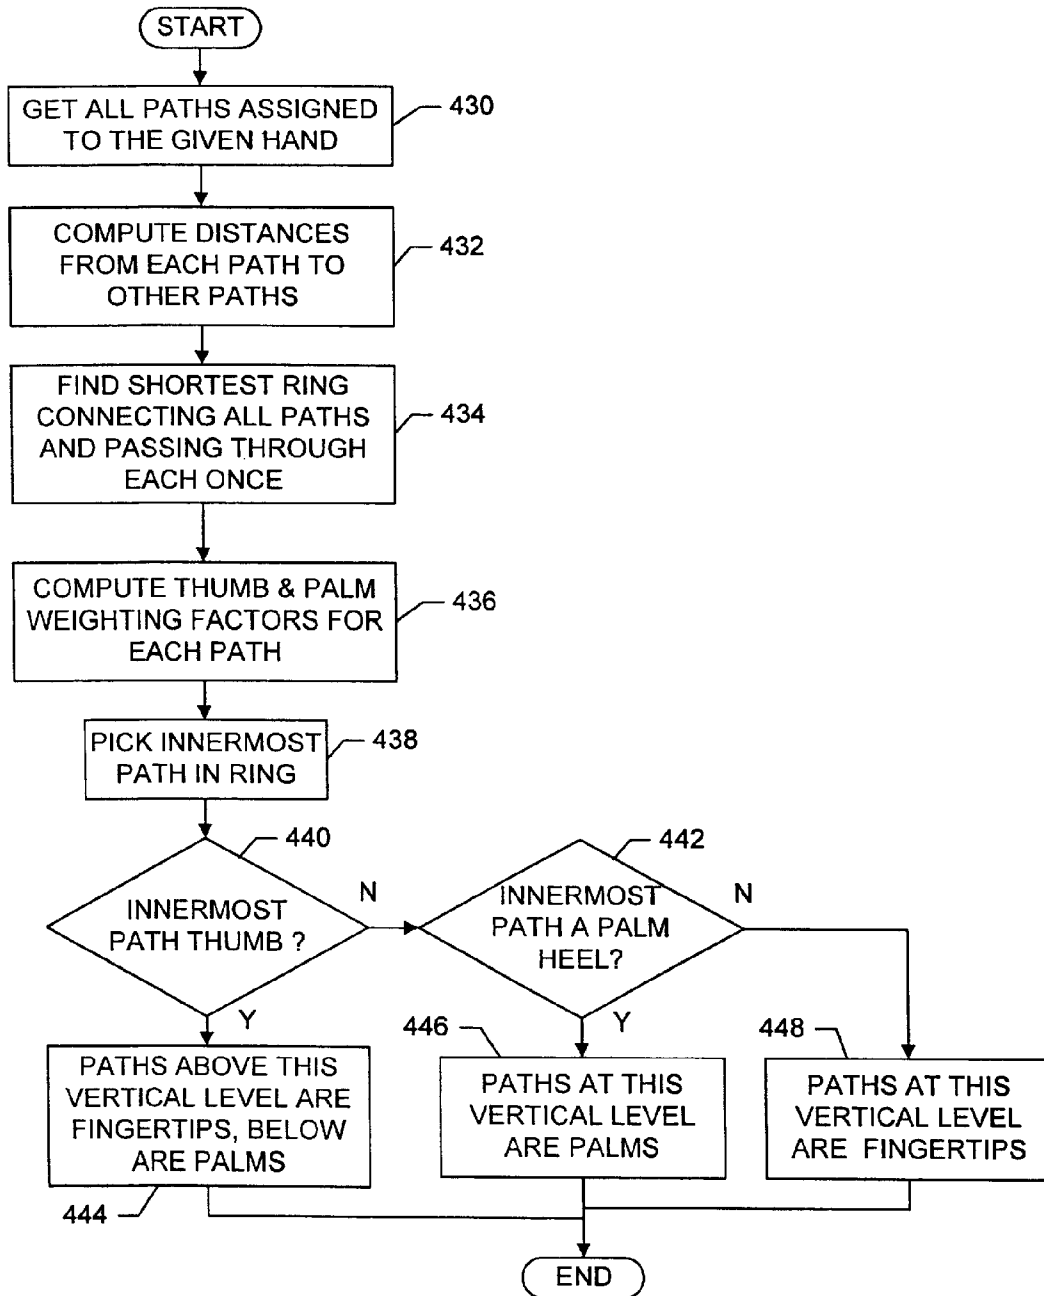 START
GET ALL PATHS ASSIGNED
TO THE GIVEN HAND
430
COMPUTE DISTANCES
FROM EACH PATH TO
OTHER PATHS
432
FIND SHORTEST RING
CONNECTING ALL PATHS
AND PASSING THROUGH
EACH ONCE
434
COMPUTE THUMB & PALM
WEIGHTING FACTORS FOR
EACH PATH
436
PICK INNERMOST
PATH IN RING
438
440
INNERMOST
PATH THUMB ?
N
Y
442
INNERMOST
PATH A PALM
HEEL?
N
Y
PATHS ABOVE THIS
VERTICAL LEVEL ARE
FINGERTIPS, BELOW
ARE PALMS
444
446
PATHS AT THIS
VERTICAL LEVEL
ARE PALMS
448
PATHS AT THIS
VERTICAL LEVEL
ARE FINGERTIPS
END